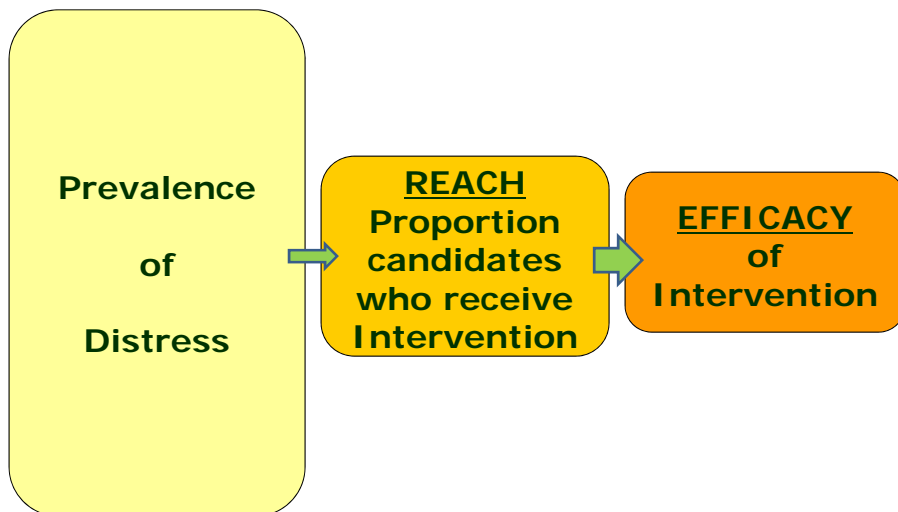 Prevalence
of
Distress
REACH
Proportion
candidates
who receive
Intervention
EFFICACY
of
Intervention